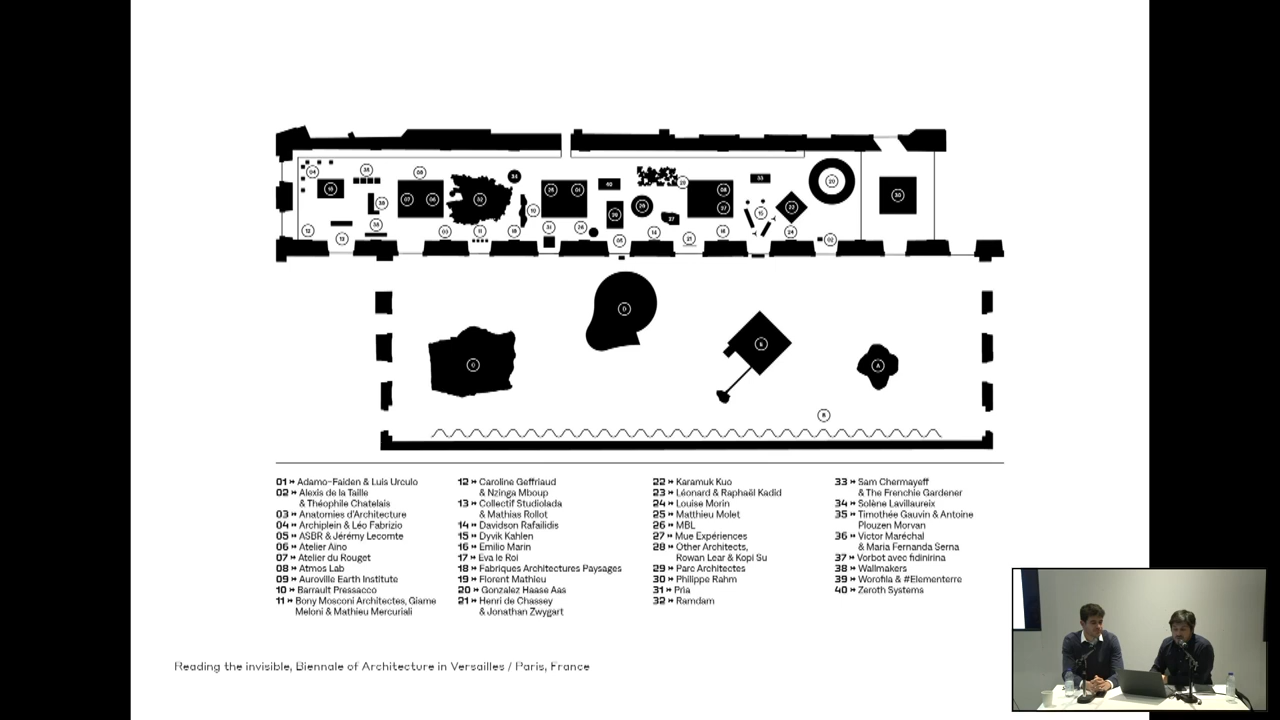 01 ›› Adamo-Faiden & Luis Urculo
02 ›› Alexis de la Taille
& Théophile Chatelais
03 ›› Anatomies d'Architecture
04 ›› Archiplein & Léo Fabrizio
05 ›› ASBR & Jérémy Lecomte
06 ›› Atelier Aïno
07 ›› Atelier du Rouget
08 ›› Atmos Lab
09 ›› Auroville Earth Institute
10 ›› Barrault Pressacco
11 ›› Bony Mosconi Architectes, Giame
Meloni & Mathieu Mercuriali
12 ›› Caroline Geffriaud
& Nzinga Mboup
13 ›› Collectif Studiolada
& Mathias Rollot
14 ›› Davidson Rafailidis
15 ›› Dyvik Kahlen
16 ›› Emilio Marin
17 ›› Eva le Roi
18 ›› Fabriques Architectures Paysages
19 ›› Florent Mathieu
20 ›› Gonzalez Haase Aas
21 ›› Henri de Chassey
& Jonathan Zwygart
22 ›› Karamuk Kuo
23 ›› Léonard & Raphaël Kadid
24 ›› Louise Morin
25 ›› Matthieu Molet
26 ›› MBL
27 ›› Mue Expériences
28 ›› Other Architects,
Rowan Lear & Kopi Su
29 ›› Parc Architectes
30 ›› Philippe Rahm
31 ›› Pria
32 ›› Ramdam
33 ›› Sam Chermayeff
& The Frenchie Gardener
34 ›› Solène Lavillaureix
35 ›› Timothée Gauvin & Antoine
Plouzen Morvan
36 ›› Victor Maréchal
& Maria Fernanda Serna
37 ›› Vorbot avec fidinirina
38 ›› Wallmakers
39 ›› Worofila & #Elementerre
40 ›› Zeroth Systems
Reading the invisible, Biennale of Architecture in Versailles / Paris, France